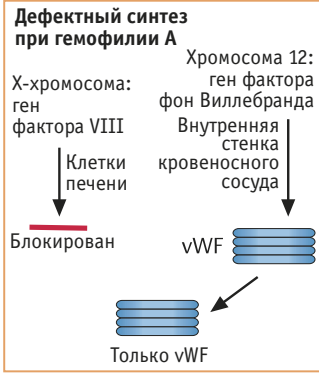 Дефектный синтез
при гемофилии А
Хромосома 12:
ген фактора
фон Виллебранда
Х-хромосома:
ген
фактора VIII
Внутренняя
стенка
кровеносного
сосуда
Клетки
печени
Блокирован
vWF
Только vWF